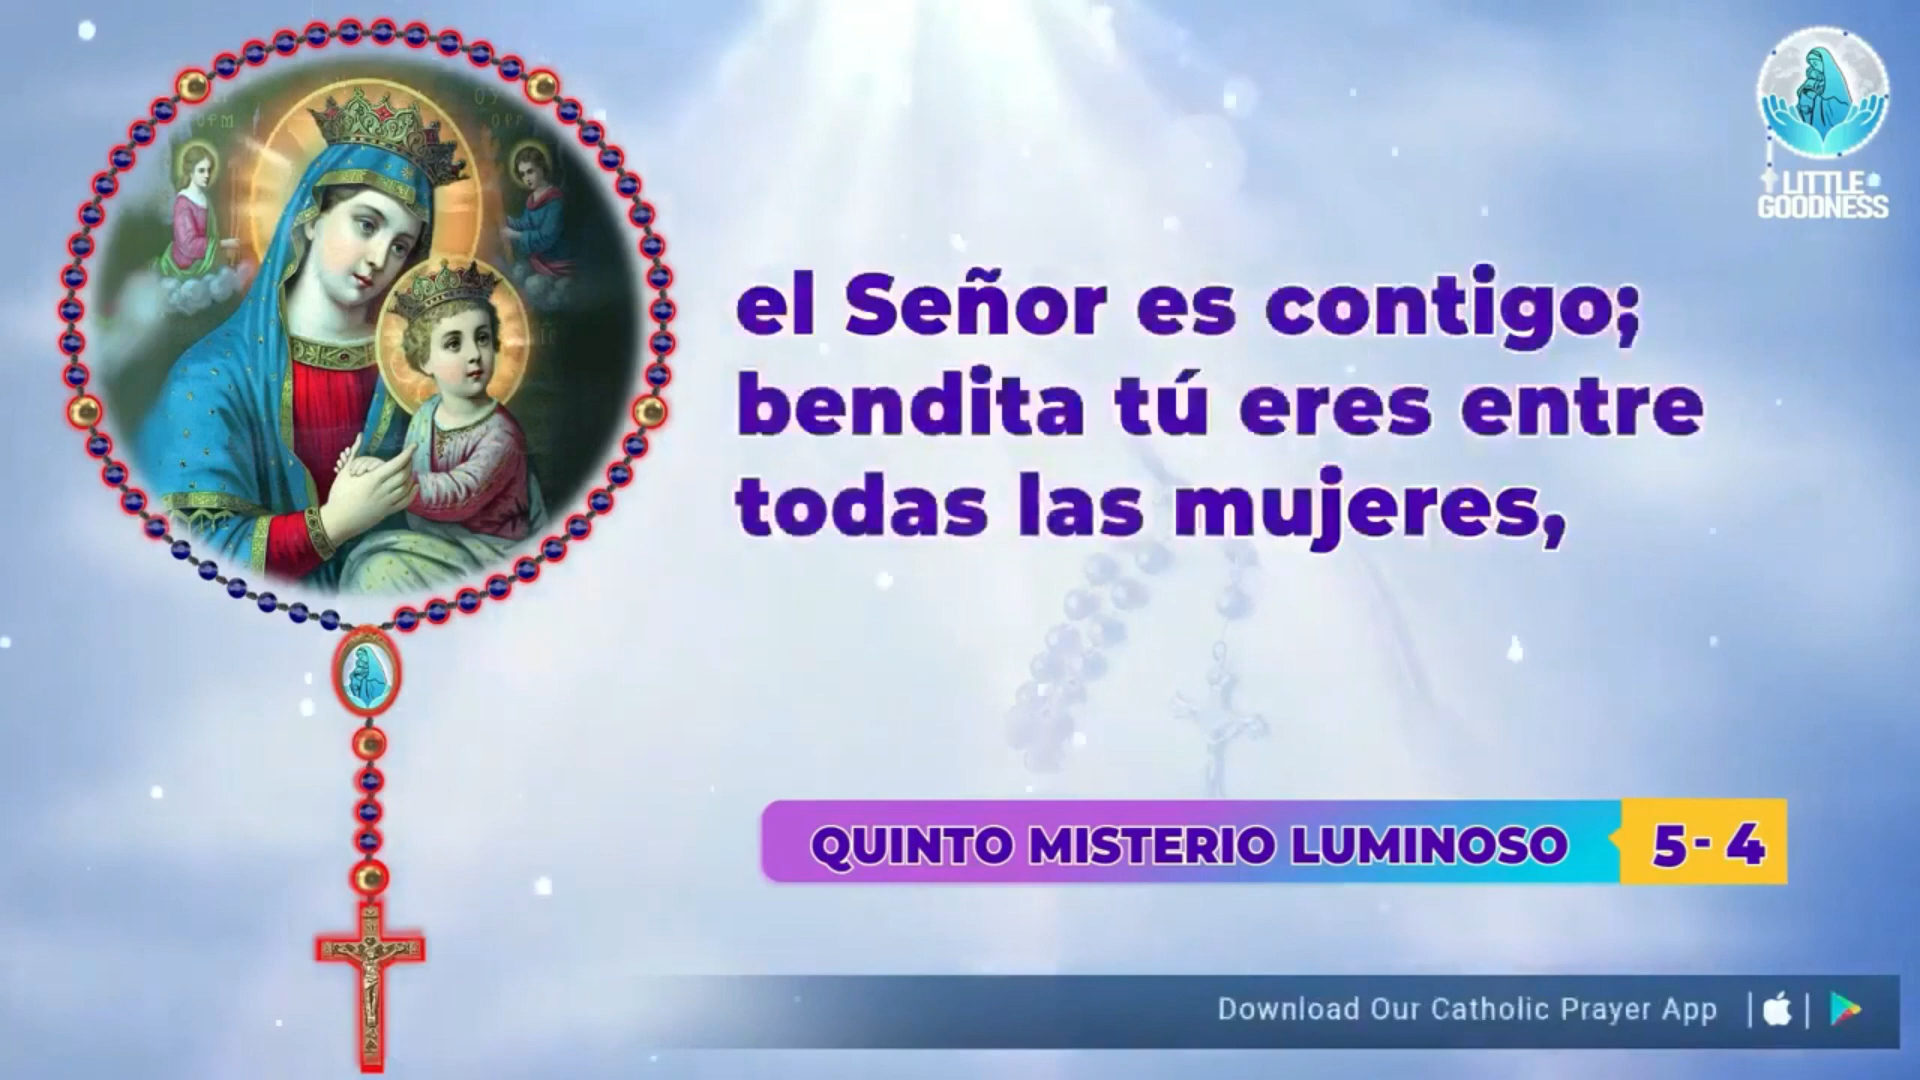 LITTLE
GOODNESS
el Señor es contigo;
bendita tú eres entre
todas las mujeres,
QUINTO MISTERIO LUMINOSO 5 - 4
Download Our Catholic Prayer App